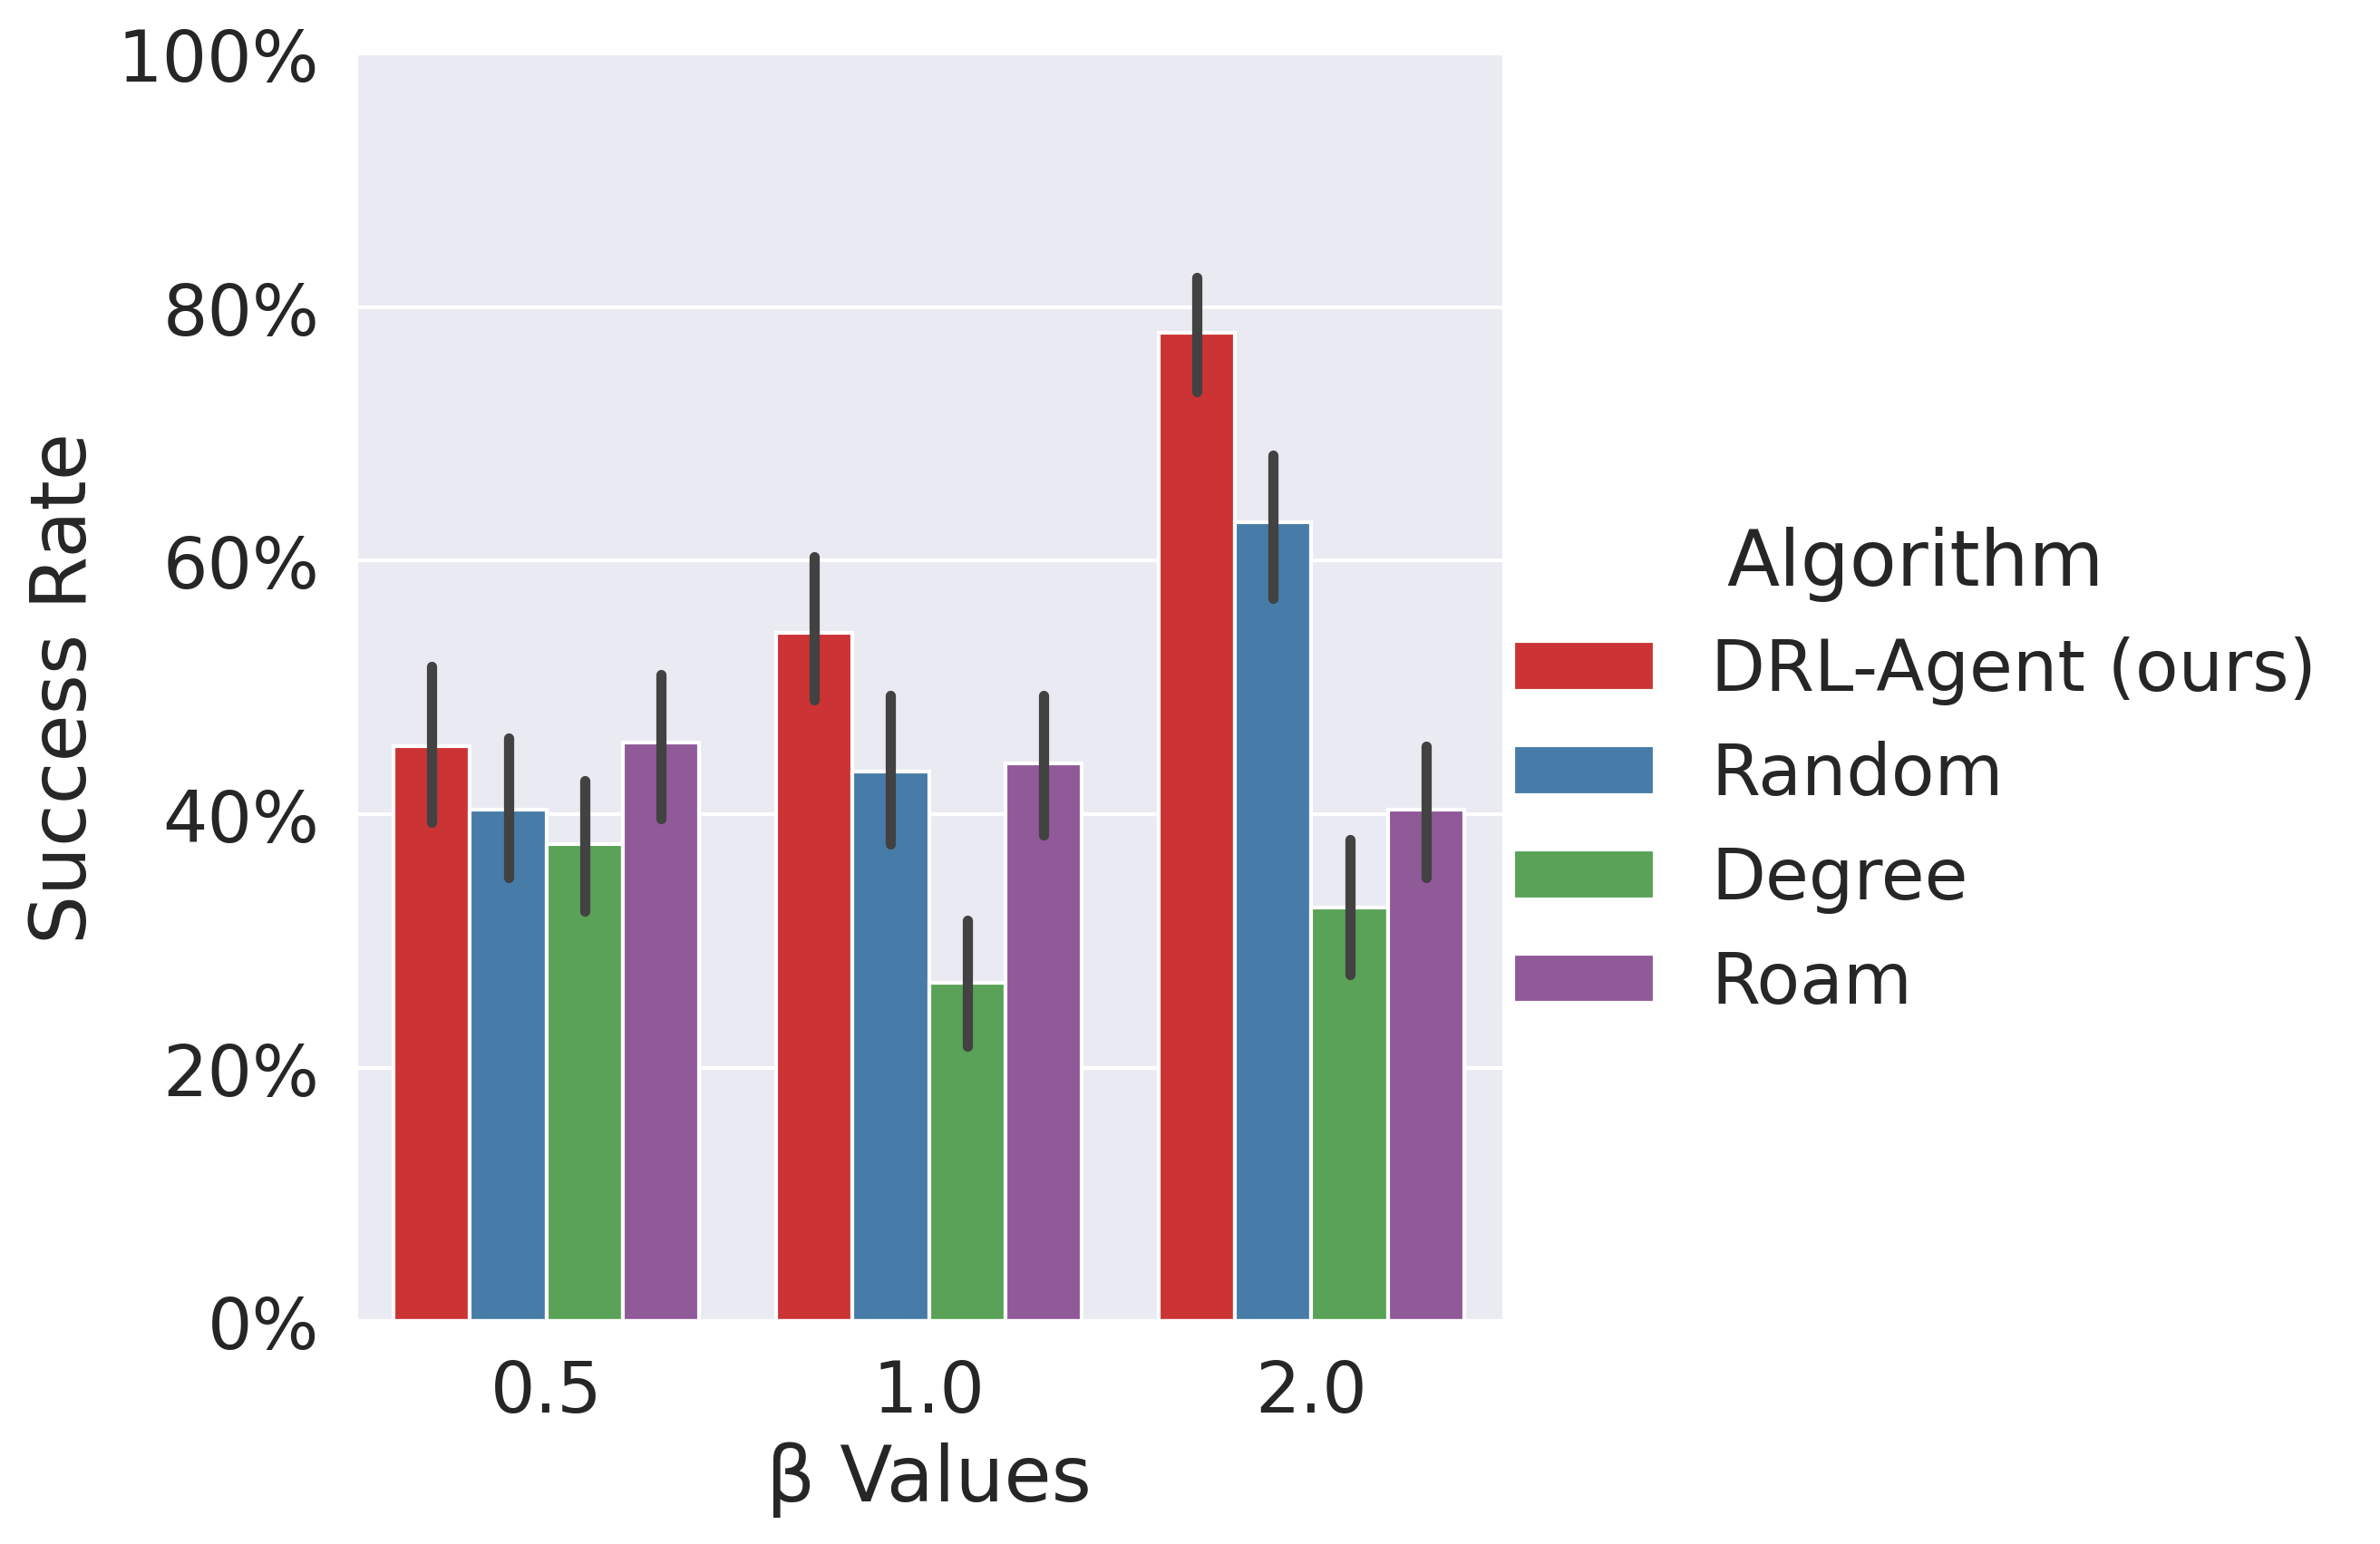 100%
80%
60%
40%
20%
0%
Success Rate
0.5 1.0 2.0
β Values
Algorithm
DRL-Agent (ours)
Random
Degree
Roam